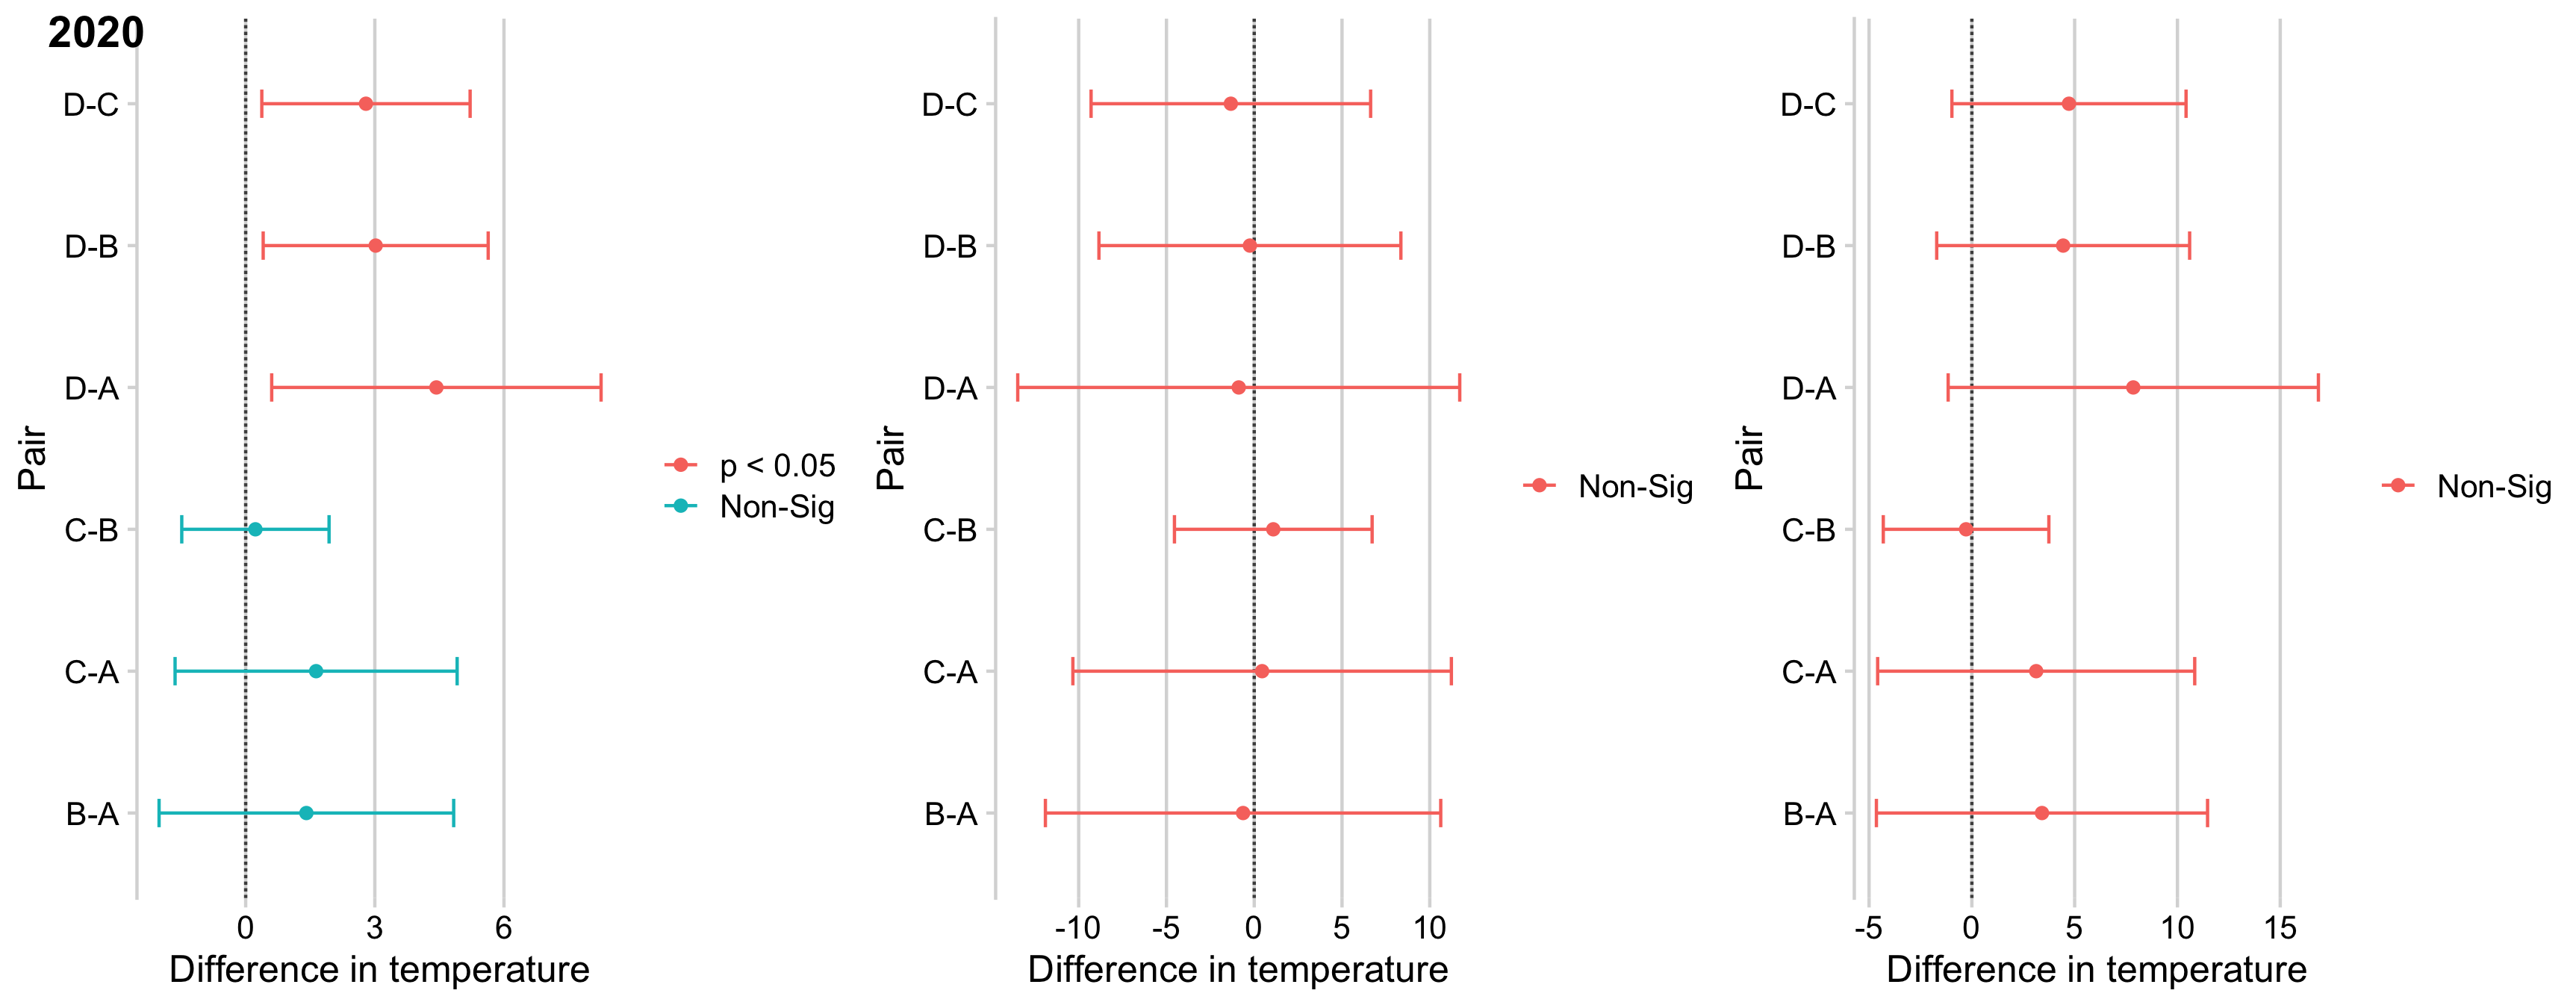 2020
D-C
D-B
D-A
C-B
C-A
B-A
Pair
0 3 6
Difference in temperature
p < 0.05
Non-Sig
D-C
D-B
D-A
C-B
C-A
B-A
Pair
-10 -5 0 5 10
Difference in temperature
Non-Sig
D-C
D-B
D-A
C-B
C-A
B-A
Pair
-5 0 5 10 15
Difference in temperature
Non-Sig